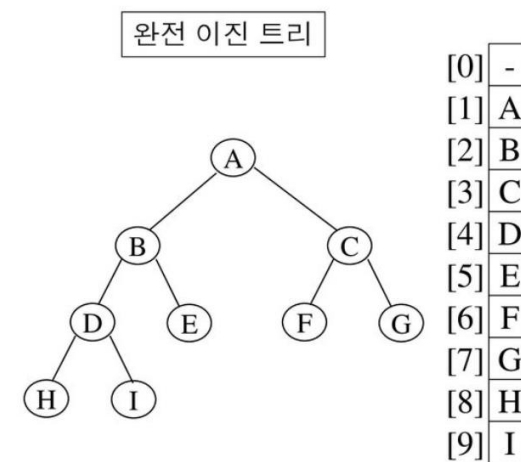 완전 이진 트리
A
B
C
D
E
F
G
H
I
[0] -
[1] A
[2] B
[3] C
[4] D
[5] E
[6] F
[7] G
[8] H
[9] I